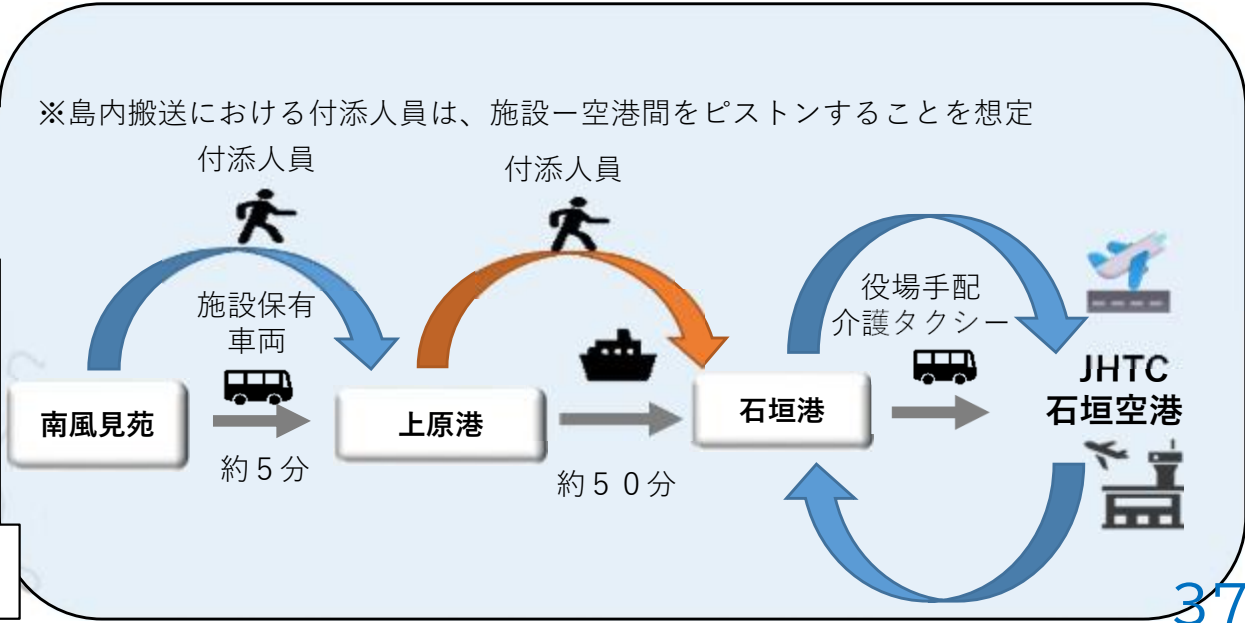 ※島内搬送における付添人員は、施設ー空港間をピストンすることを想定
付添人員
付添人員
施設保有
車両
役場手配
介護タクシー
南風見苑
上原港
石垣港
JHTC
石垣空港
約５分
約５０分
37